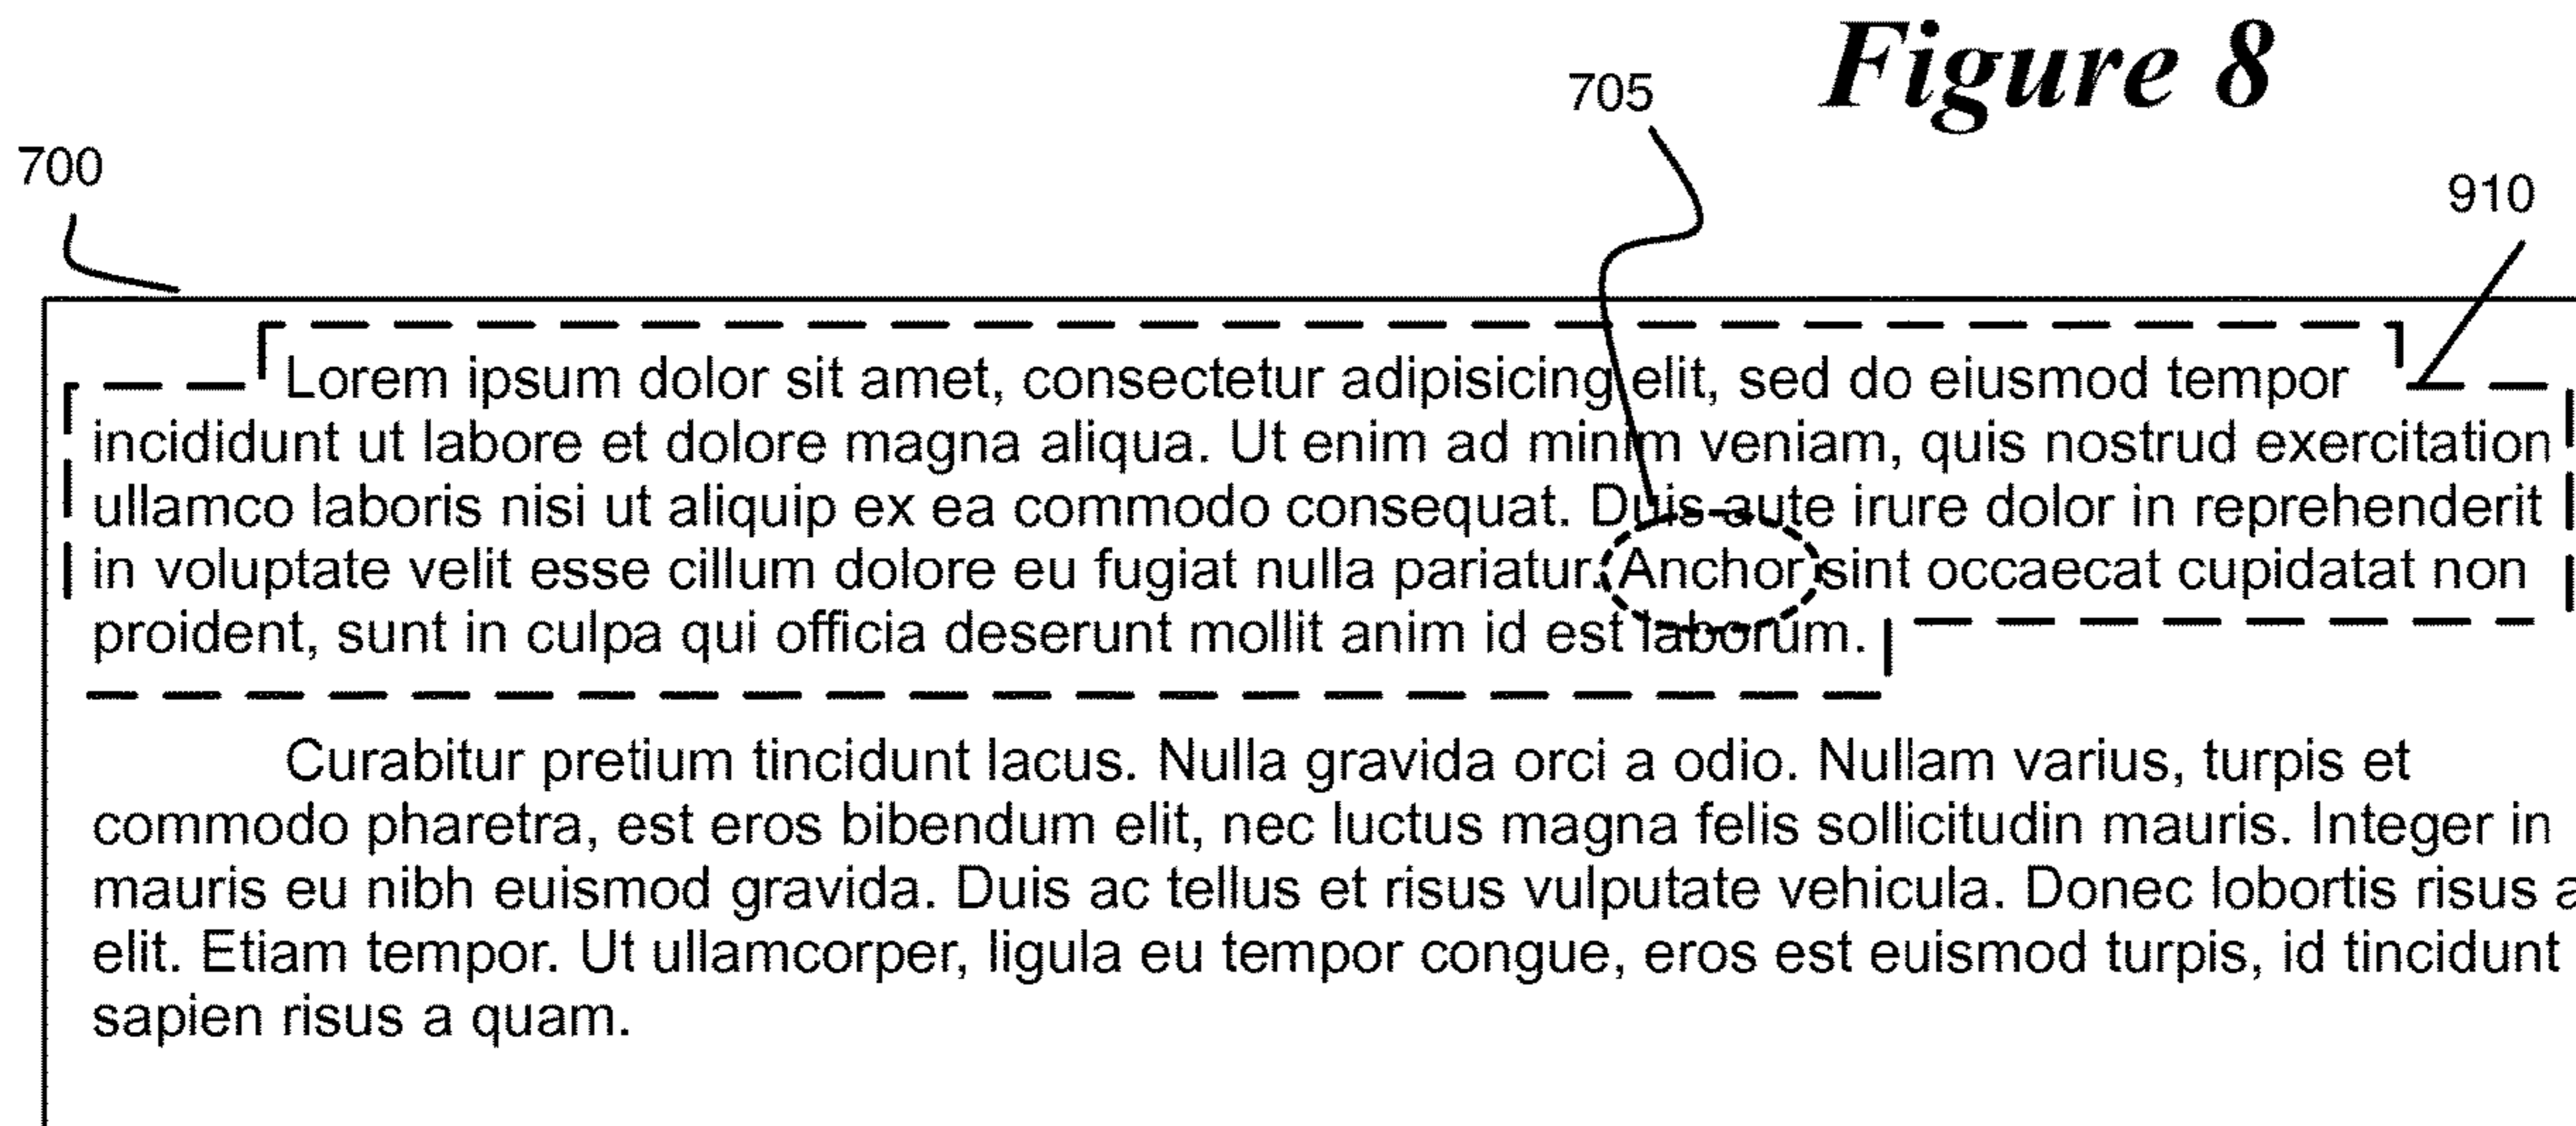 Figure 8
705
700
910
Lorem ipsum dolor sit amet, consectetur adipisicing elit, sed do eiusmod tempor
incididunt ut labore et dolore magna aliqua. Ut enim ad minim veniam, quis nostrud exercitation
ullamco laboris nisi ut aliquip ex ea commodo consequat. Duis aute irure dolor in reprehenderit
in voluptate velit esse cillum dolore eu fugiat nulla pariatur. Anchor sint occaecat cupidatat non
proident, sunt in culpa qui officia deserunt mollit anim id est laborum.
Curabitur pretium tincidunt lacus. Nulla gravida orci a odio. Nullam varius, turpis et
commodo pharetra, est eros bibendum elit, nec luctus magna felis sollicitudin mauris. Integer in
mauris eu nibh euismod gravida. Duis ac tellus et risus vulputate vehicula. Donec lobortis risus a
elit. Etiam tempor. Ut ullamcorper, ligula eu tempor congue, eros est euismod turpis, id tincidunt
sapien risus a quam.